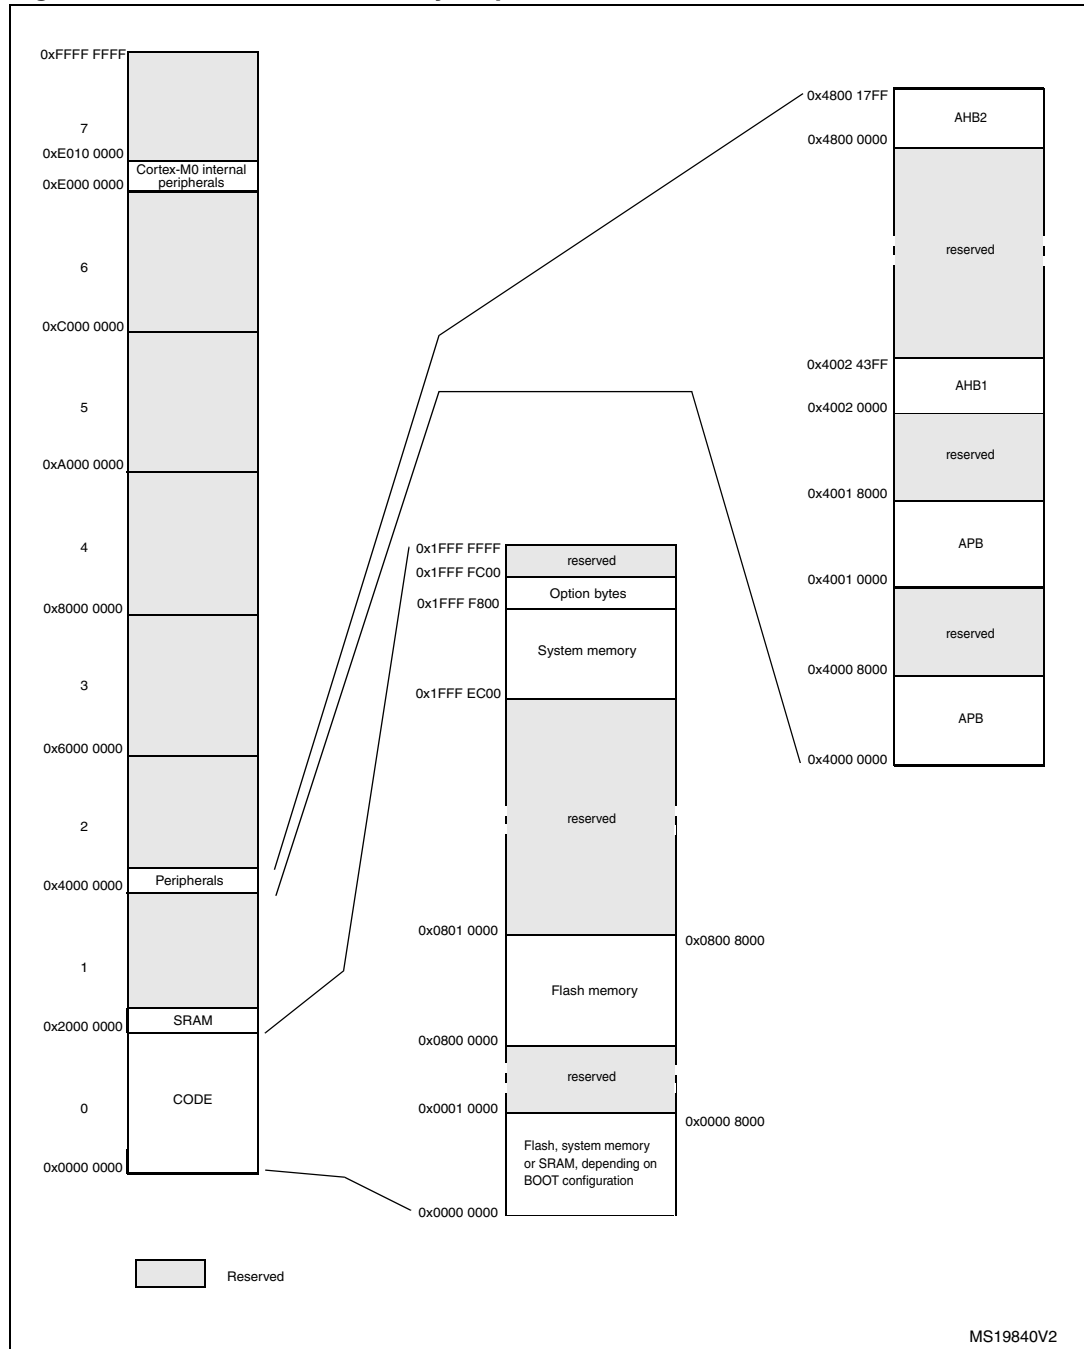 0xFFFF FFFF
7
0xE010 0000
Cortex-M0 internal
peripherals
0xE000 0000
6
0xC000 0000
5
0xA000 0000
4
0x8000 0000
3
0x6000 0000
2
0x4000 0000
Peripherals
1
0x2000 0000
SRAM
0
CODE
0x0000 0000
0x1FFF FFFF
reserved
0x1FFF FC00
Option bytes
0x1FFF F800
System memory
0x1FFF EC00
reserved
0x0801 0000
0x0800 8000
Flash memory
0x0800 0000
reserved
0x0001 0000
0x0000 8000
Flash, system memory
or SRAM, depending on
BOOT configuration
0x0000 0000
0x4800 17FF
AHB2
0x4800 0000
reserved
0x4002 43FF
AHB1
0x4002 0000
reserved
0x4001 8000
APB
0x4001 0000
reserved
0x4000 8000
APB
0x4000 0000
Reserved
MS19840V2